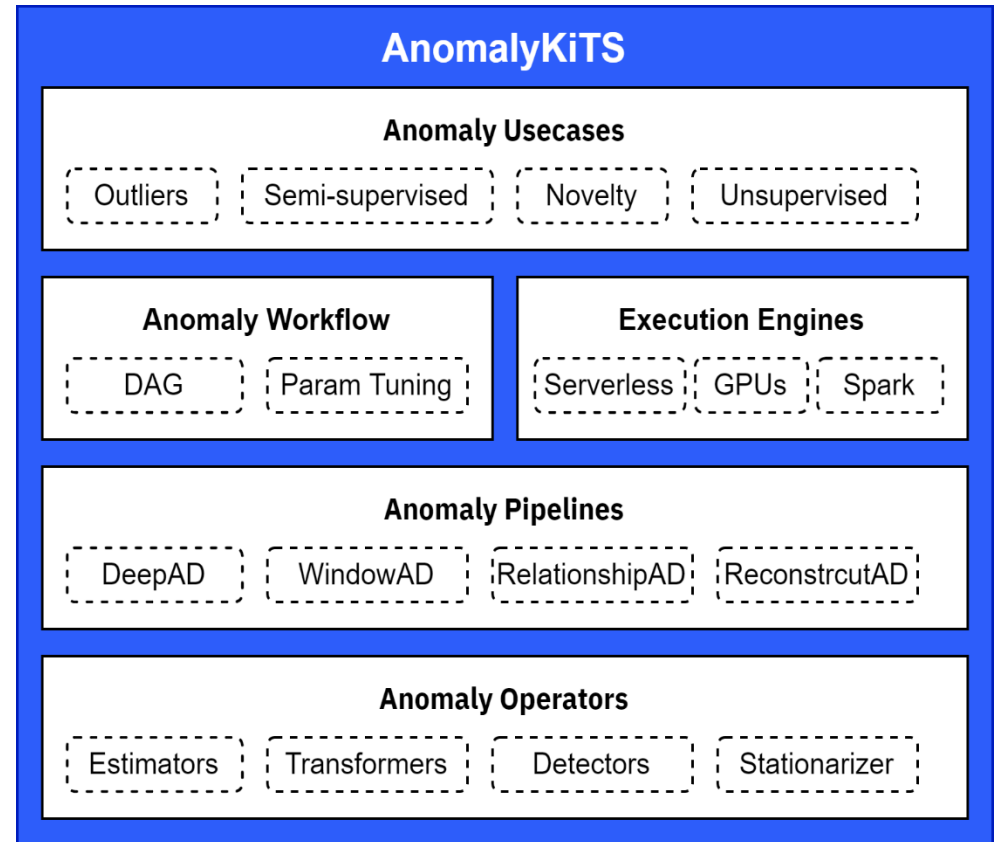 AnomalyKiTS
Anomaly Usecases
Outliers Semi-supervised Novelty Unsupervised
Anomaly Workflow
DAG Param Tuning
Execution Engines
Serverless GPUs Spark
Anomaly Pipelines
DeepAD WindowAD RelationshipAD ReconstrcutAD
Anomaly Operators
Estimators Transformers Detectors Stationarizer